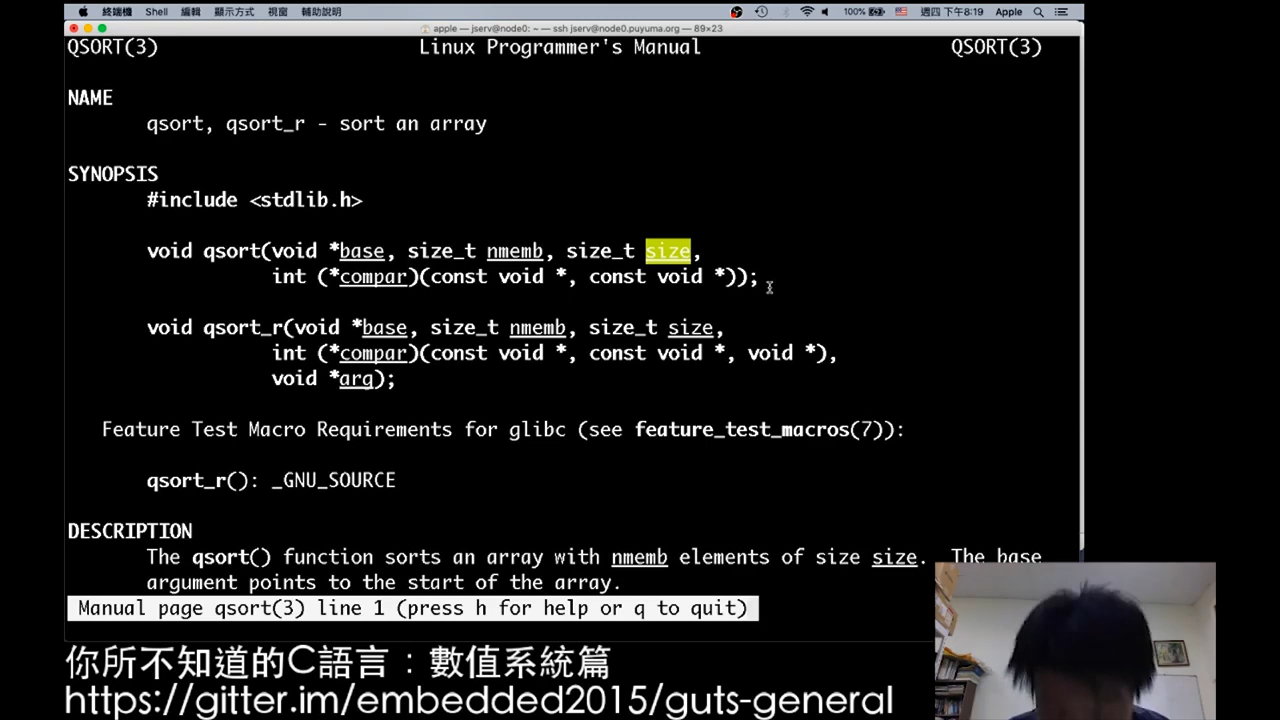 終端機 Shell 編輯 顯示方式 視窗 輔助說明 100% 週四 下午8:19 Apple
apple — jserv@node0: ~ — ssh jserv@node0.puyuma.org — 89×23
QSORT(3) Linux Programmer's Manual QSORT(3)
NAME
qsort, qsort_r - sort an array
SYNOPSIS
#include <stdlib.h>
void qsort(void *base, size_t nmemb, size_t size,
int (*compar)(const void *, const void *));
void qsort_r(void *base, size_t nmemb, size_t size,
int (*compar)(const void *, const void *, void *),
void *arg);
Feature Test Macro Requirements for glibc (see feature_test_macros(7)):
qsort_r(): _GNU_SOURCE
DESCRIPTION
The qsort() function sorts an array with nmemb elements of size size. The base
argument points to the start of the array.
Manual page qsort(3) line 1 (press h for help or q to quit)
你所不知道的C語言：數值系統篇
https://gitter.im/embedded2015/guts-general